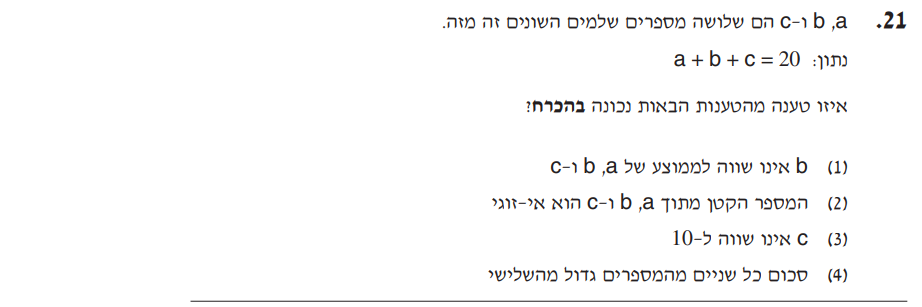 21. a, b ו-c הם שלושה מספרים שלמים השונים זה מזה.
נתון: a + b + c = 20
איזו טענה מהטענות הבאות נכונה בהכרח?
(1) b אינו שווה לממוצע של a, b ו-c
(2) המספר הקטן מתוך a, b ו-c הוא אי-זוגי
(3) c אינו שווה ל-10
(4) סכום כל שניים מהמספרים גדול מהשלישי